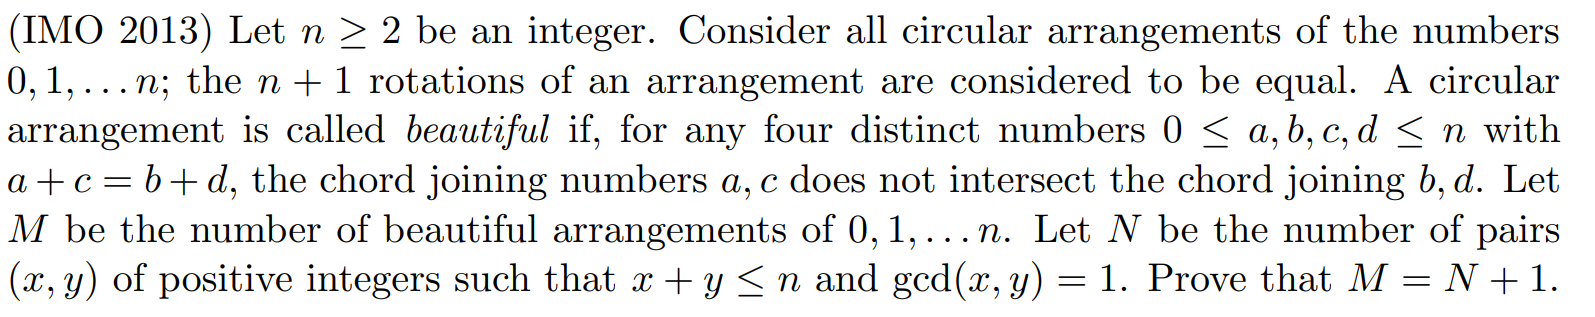 (IMO 2013) Let n ≥ 2 be an integer. Consider all circular arrangements of the numbers
0, 1, . . . n; the n + 1 rotations of an arrangement are considered to be equal. A circular
arrangement is called beautiful if, for any four distinct numbers 0 ≤ a, b, c, d ≤ n with
a + c = b + d, the chord joining numbers a, c does not intersect the chord joining b, d. Let
M be the number of beautiful arrangements of 0, 1, . . . n. Let N be the number of pairs
(x, y) of positive integers such that x + y ≤ n and gcd(x, y) = 1. Prove that M = N + 1.